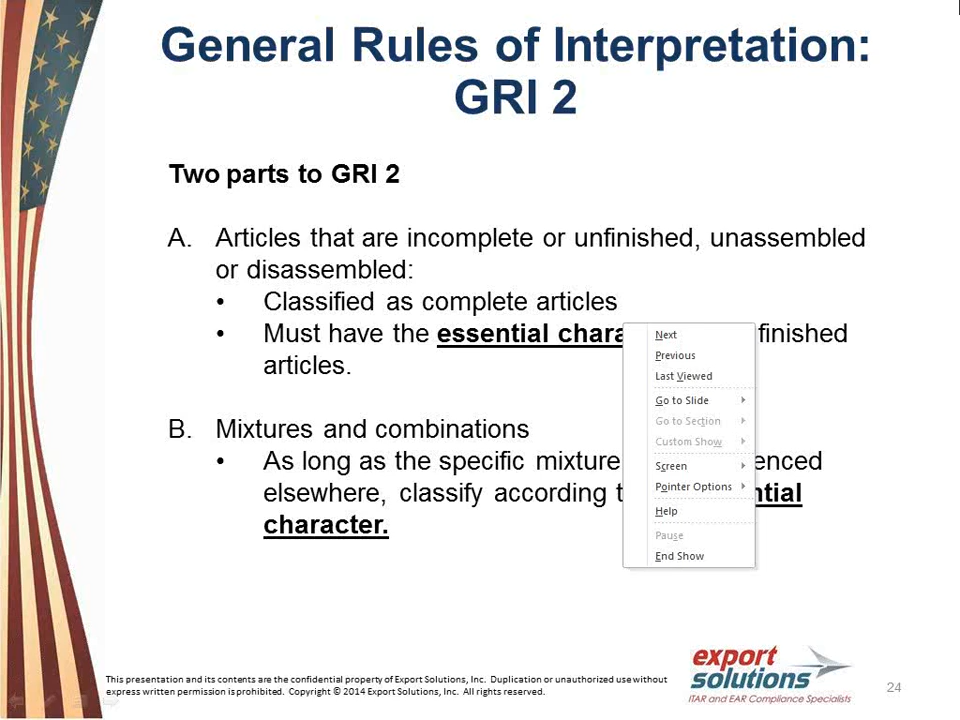 General Rules of Interpretation:
GRI 2
Two parts to GRI 2
A. Articles that are incomplete or unfinished, unassembled
or disassembled:
• Classified as complete articles
• Must have the essential finished
articles.
B. Mixtures and combinations
• As long as the specific mixture
elsewhere, classify according
character.
Next
Previous
Last Viewed
Go to Slide
Go to Section
Custom Show
Screen
Pointer Options
Help
Pause
End Show
This presentation and its contents are the confidential property of Export Solutions, Inc. Duplication or unauthorized use without
express written permission is prohibited. Copyright © 2014 Export Solutions, Inc. All rights reserved.
export
solutions
ITAR and EAR Compliance Specialists
24